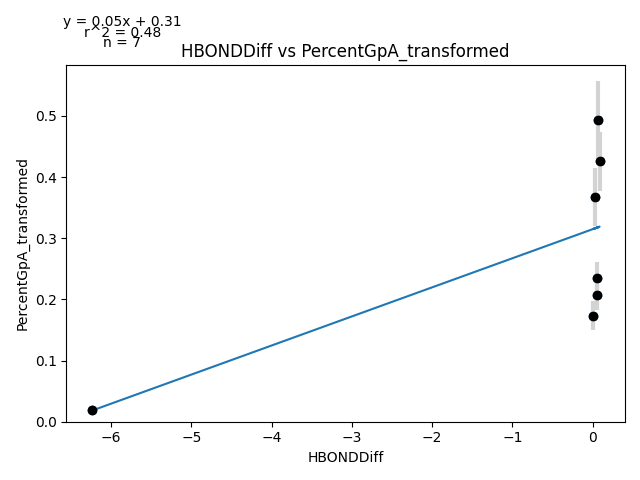 y = 0.05x + 0.31
r^2 = 0.48
n = 7
HBONDDiff vs PercentGpA_transformed
PercentGpA_transformed
0.5
0.4
0.3
0.2
0.1
0.0
−6
−5
−4
−3
−2
−1
0
HBONDDiff